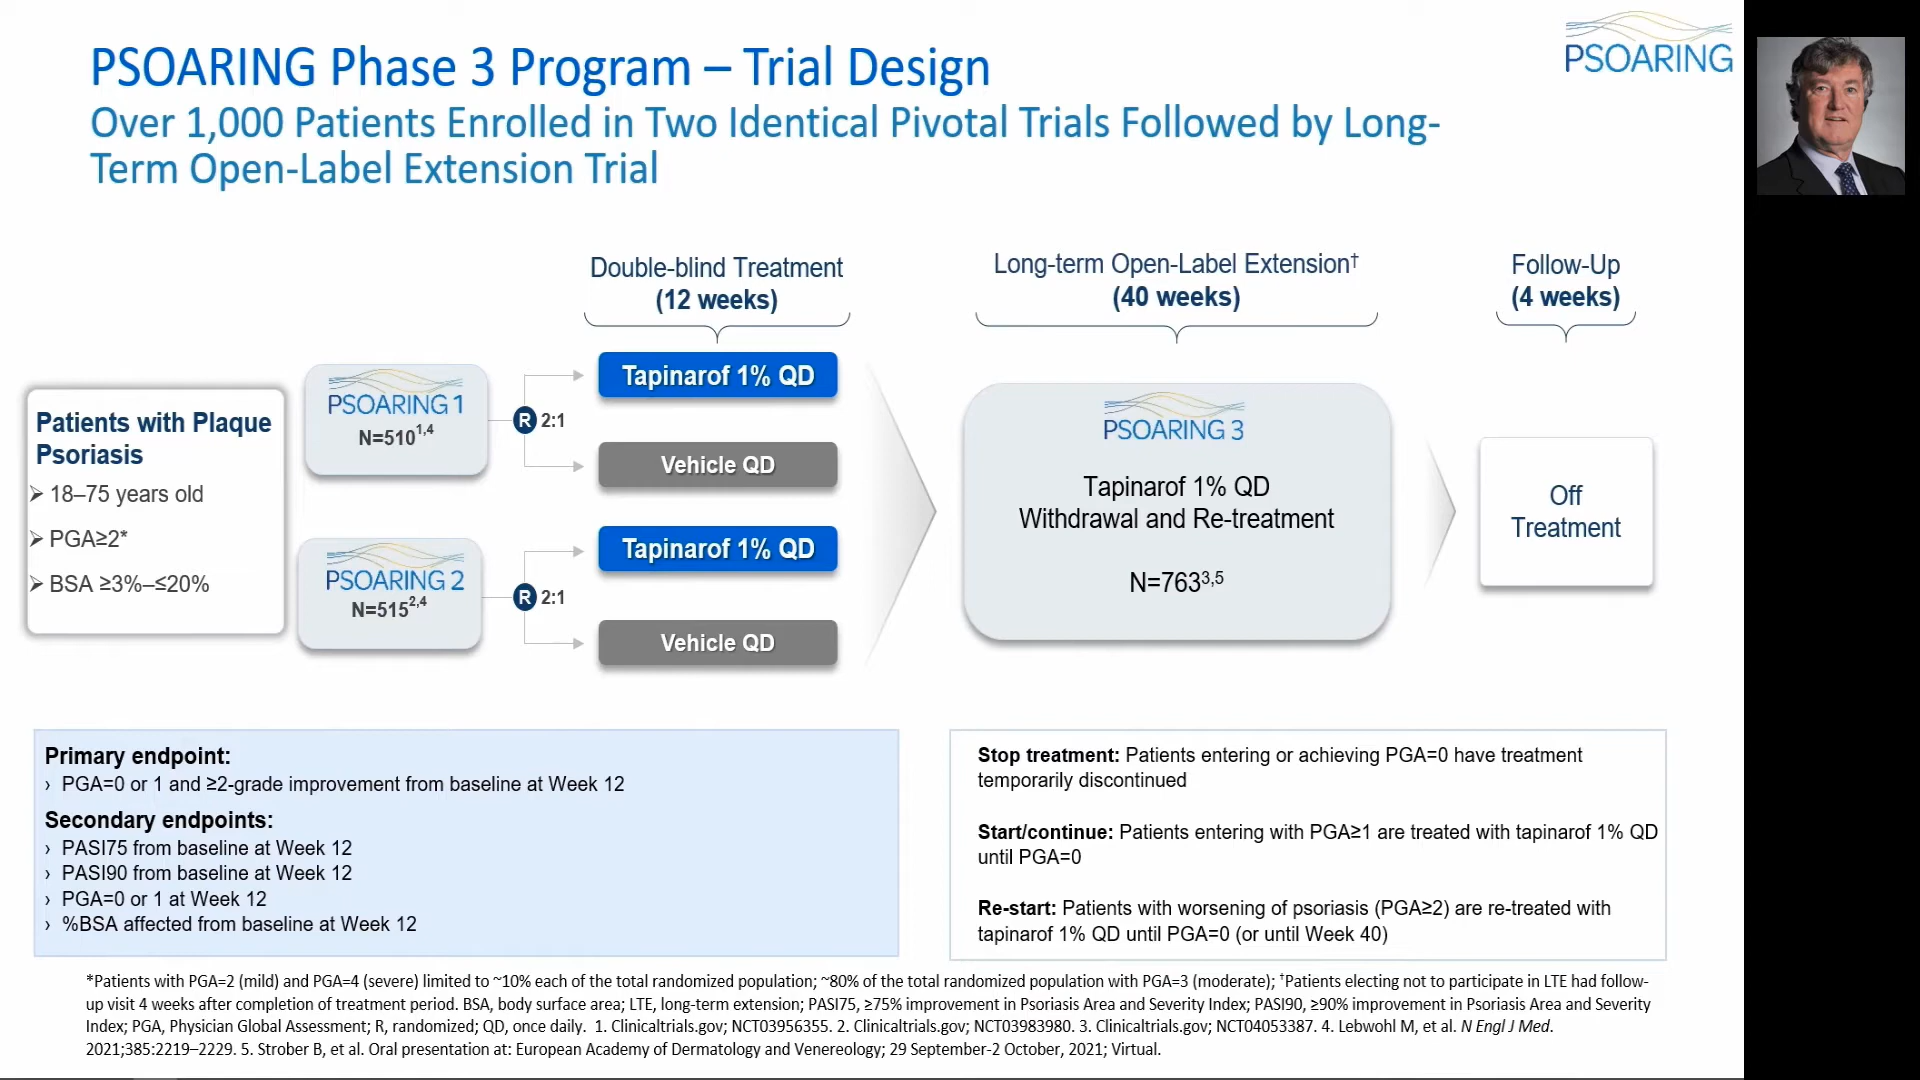 PSOARING Phase 3 Program – Trial Design
PSOARING
Over 1,000 Patients Enrolled in Two Identical Pivotal Trials Followed by Long-
Term Open-Label Extension Trial
Double-blind Treatment
(12 weeks)
Long-term Open-Label Extension†
(40 weeks)
Follow-Up
(4 weeks)
Patients with Plaque
Psoriasis
➢ 18–75 years old
➢ PGA≥2*
➢ BSA ≥3%–≤20%
PSOARING 1
N=510¹,⁴
R 2:1
Tapinarof 1% QD
Vehicle QD
PSOARING 2
N=515²,⁴
R 2:1
Tapinarof 1% QD
Vehicle QD
PSOARING 3
Tapinarof 1% QD
Withdrawal and Re-treatment
N=763³,⁵
Off
Treatment
Primary endpoint:
› PGA=0 or 1 and ≥2-grade improvement from baseline at Week 12
Secondary endpoints:
› PASI75 from baseline at Week 12
› PASI90 from baseline at Week 12
› PGA=0 or 1 at Week 12
› %BSA affected from baseline at Week 12
Stop treatment: Patients entering or achieving PGA=0 have treatment
temporarily discontinued
Start/continue: Patients entering with PGA≥1 are treated with tapinarof 1% QD
until PGA=0
Re-start: Patients with worsening of psoriasis (PGA≥2) are re-treated with
tapinarof 1% QD until PGA=0 (or until Week 40)
*Patients with PGA=2 (mild) and PGA=4 (severe) limited to ~10% each of the total randomized population; ~80% of the total randomized population with PGA=3 (moderate); †Patients electing not to participate in LTE had follow-
up visit 4 weeks after completion of treatment period. BSA, body surface area; LTE, long-term extension; PASI75, ≥75% improvement in Psoriasis Area and Severity Index; PASI90, ≥90% improvement in Psoriasis Area and Severity
Index; PGA, Physician Global Assessment; R, randomized; QD, once daily. 1. Clinicaltrials.gov; NCT03956355. 2. Clinicaltrials.gov; NCT03983980. 3. Clinicaltrials.gov; NCT04053387. 4. Lebwohl M, et al. N Engl J Med.
2021;385:2219–2229. 5. Strober B, et al. Oral presentation at: European Academy of Dermatology and Venereology; 29 September-2 October, 2021; Virtual.